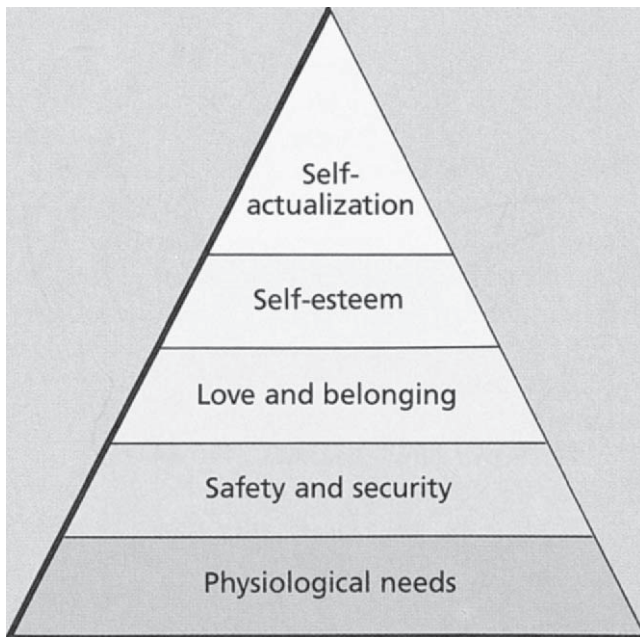 Self-
actualization
Self-esteem
Love and belonging
Safety and security
Physiological needs